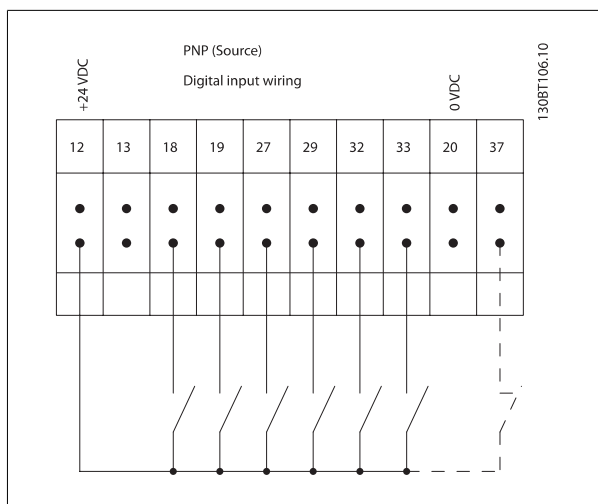 PNP (Source)
Digital input wiring
+24 VDC
0 VDC
130BT106.10
12 13 18 19 27 29 32 33 20 37